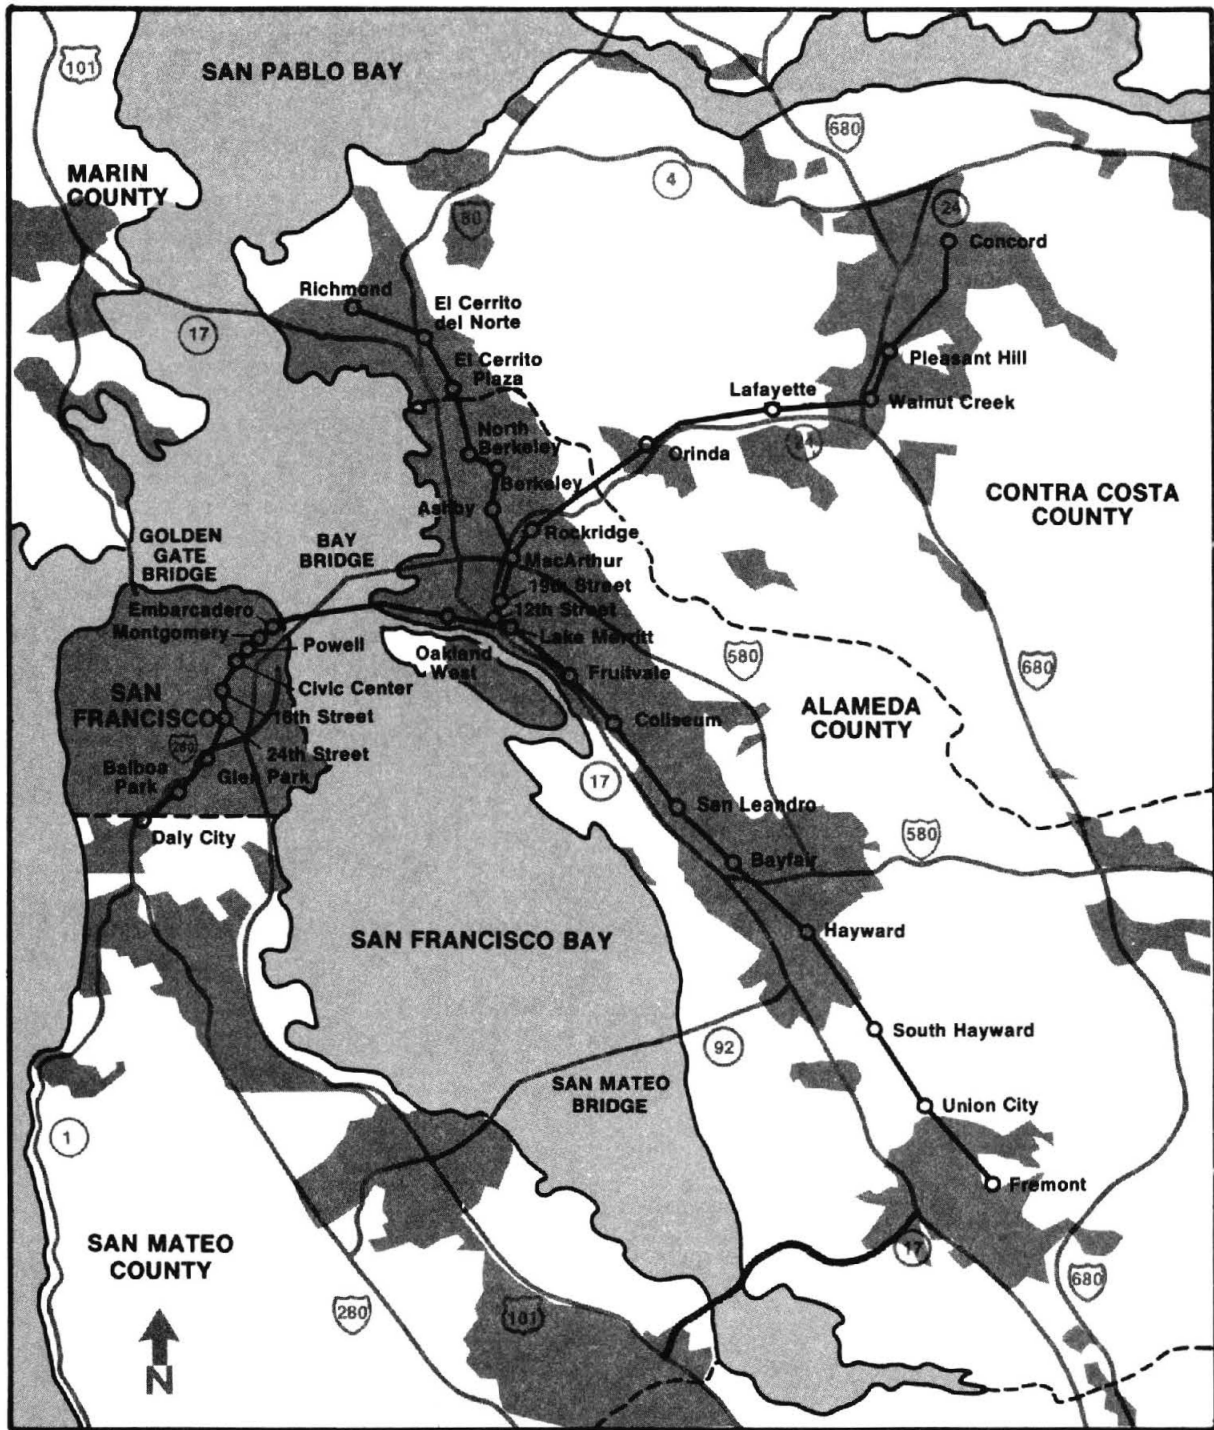 101
SAN PABLO BAY
680
MARIN
COUNTY
4
80
24
Concord
Richmond
El Cerrito
del Norte
17
El Cerrito
Plaza
Pleasant Hill
Lafayette
Walnut Creek
North
Berkeley
Orinda
24
Berkeley
CONTRA COSTA
COUNTY
Ashby
GOLDEN
GATE
BRIDGE
BAY
BRIDGE
Rockridge
MacArthur
19th Street
12th Street
Embarcadero
Montgomery
Lake Merritt
Powell
Oakland
West
580
680
Fruitvale
Civic Center
SAN
FRANCISCO
16th Street
ALAMEDA
COUNTY
Coliseum
280
24th Street
Balboa
Park
Glen Park
17
San Leandro
Daly City
580
Bayfair
Hayward
SAN FRANCISCO BAY
South Hayward
92
SAN MATEO
BRIDGE
Union City
1
Fremont
SAN MATEO
COUNTY
17
680
280
101
N